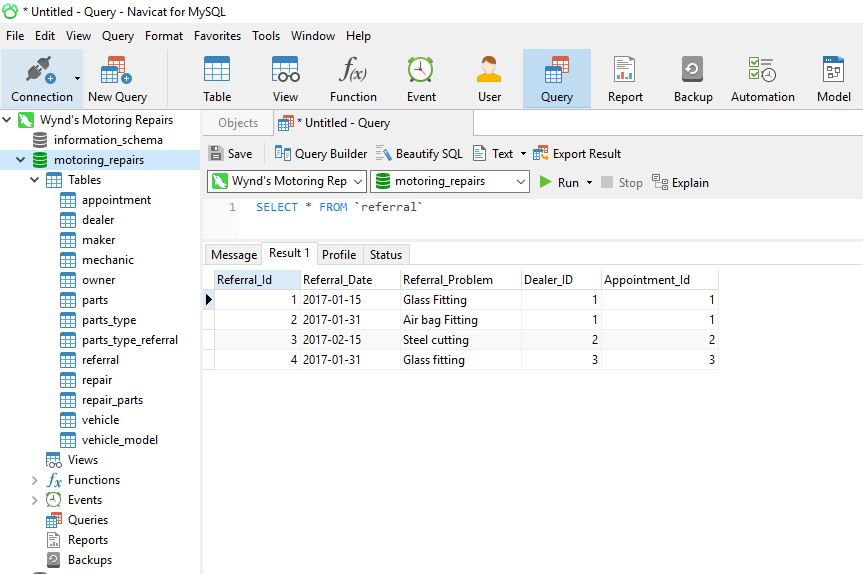 * Untitled - Query - Navicat for MySQL
File Edit View Query Format Favorites Tools Window Help
Connection New Query Table View Function Event User Query Report Backup Automation Model
f(x)
Wynd's Motoring Repairs
information_schema
motoring_repairs
Tables
appointment
dealer
maker
mechanic
owner
parts
parts_type
parts_type_referral
referral
repair
repair_parts
vehicle
vehicle_model
Views
fx Functions
Events
Queries
Reports
Backups
Objects * Untitled - Query
Save Query Builder Beautify SQL Text Export Result
Wynd's Motoring Rep motoring_repairs Run Stop Explain
1 SELECT * FROM `referral`
Message Result 1 Profile Status
Referral_Id Referral_Date Referral_Problem Dealer_ID Appointment_Id
1 2017-01-15 Glass Fitting 1 1
2 2017-01-31 Air bag Fitting 1 1
3 2017-02-15 Steel cutting 2 2
4 2017-01-31 Glass fitting 3 3